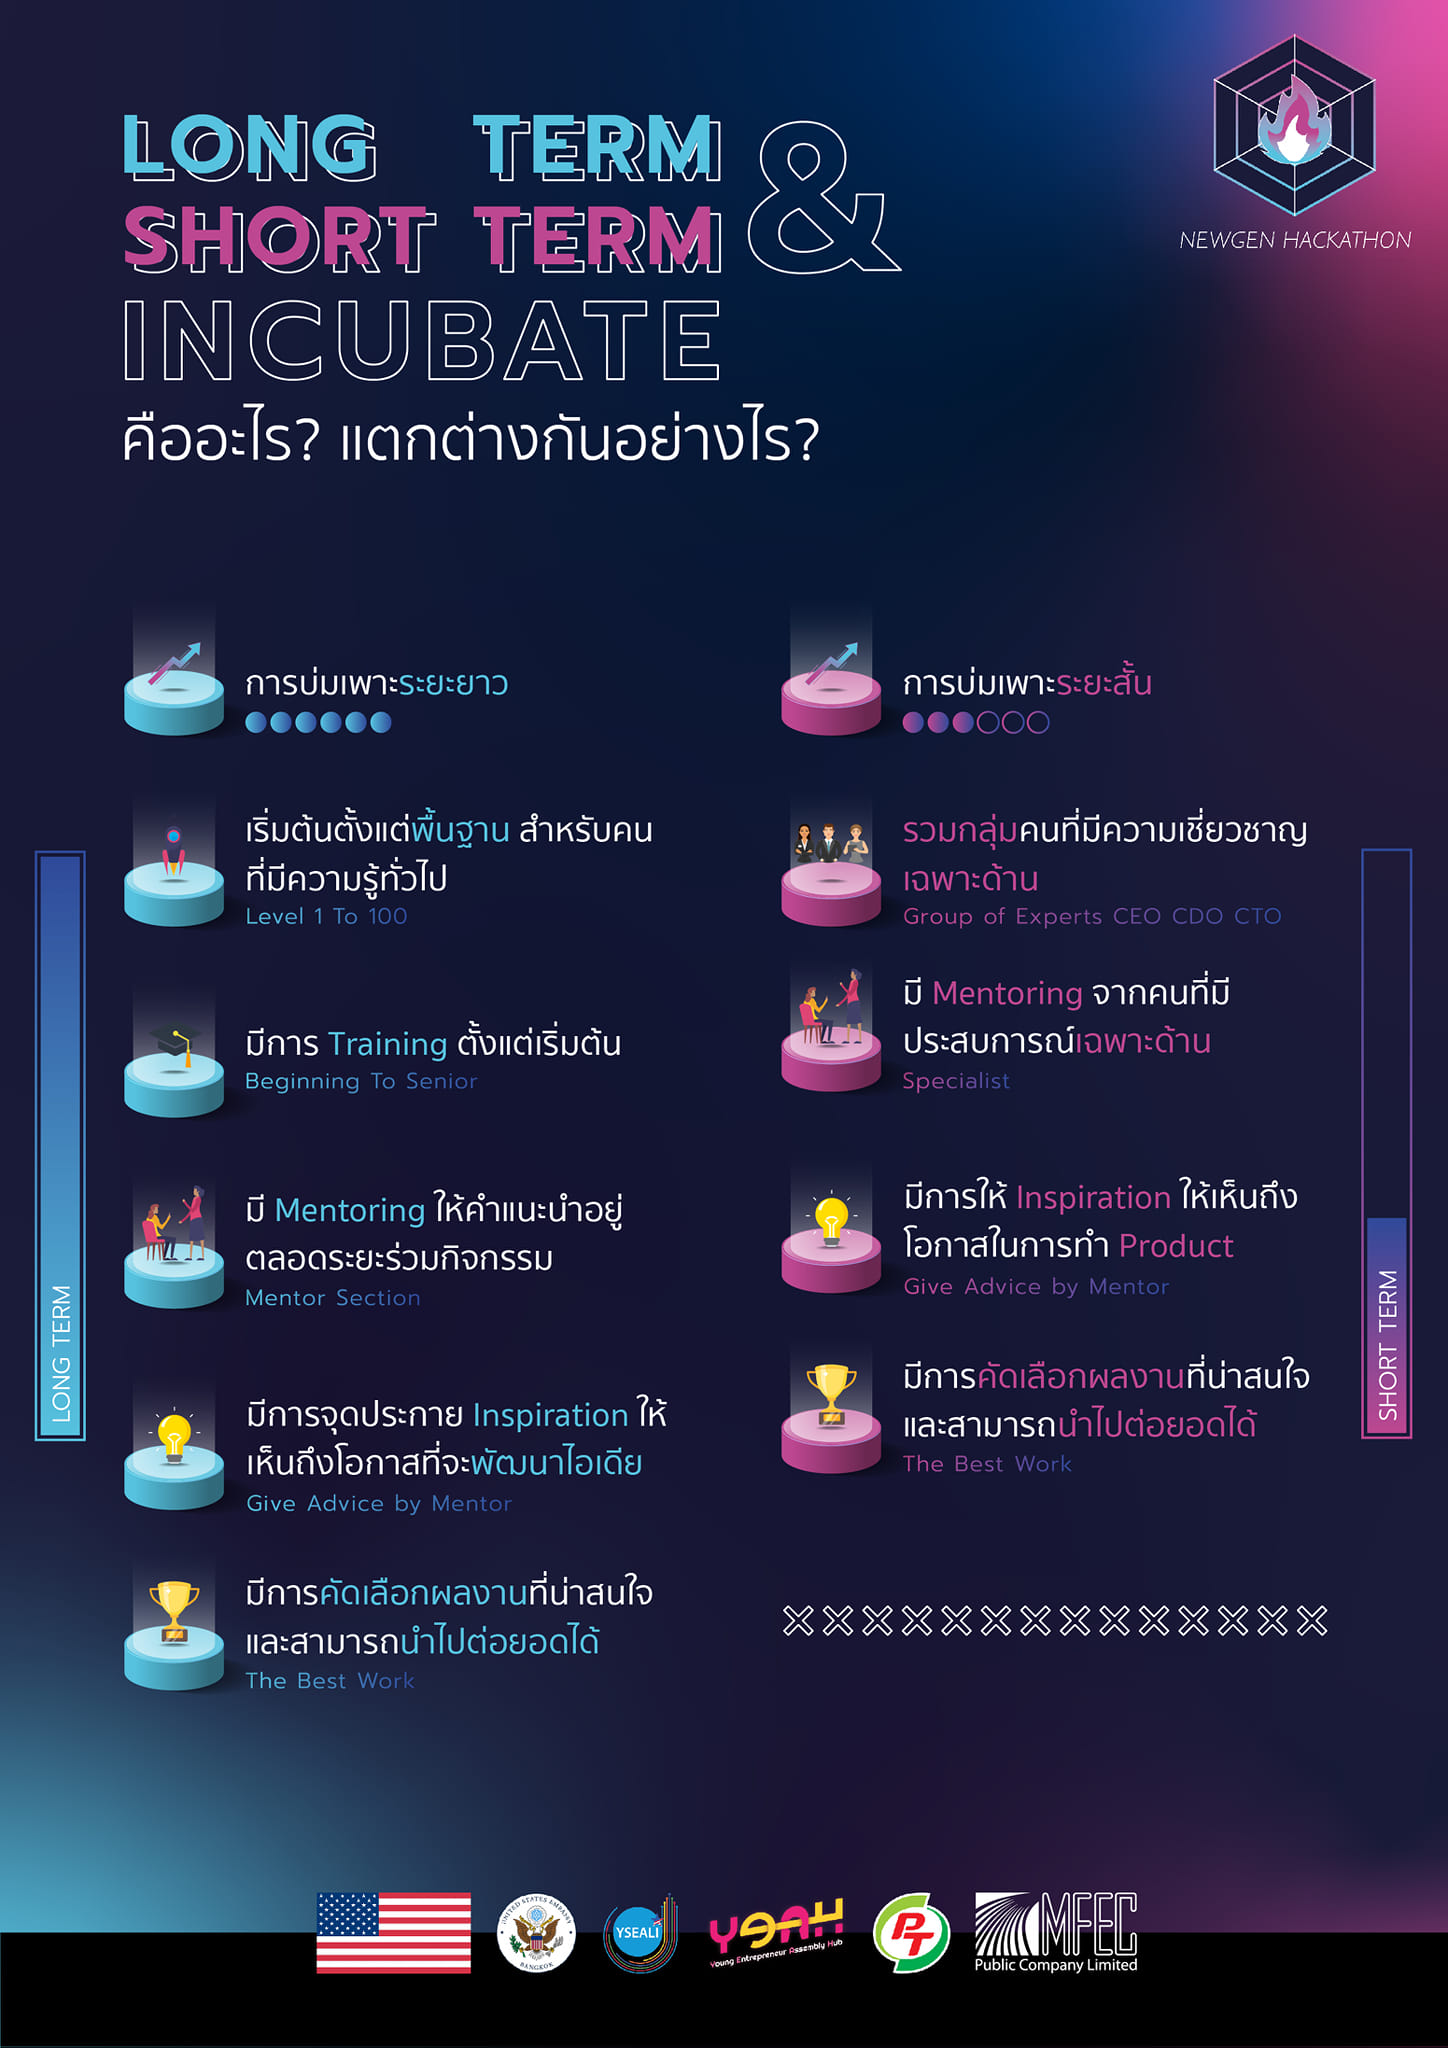 LONG TERM
SHORT TERM &
INCUBATE
คืออะไร? แตกต่างกันอย่างไร?
NEWGEN HACKATHON
การบ่มเพาะระยะยาว
เริ่มต้นตั้งแต่พื้นฐาน สำหรับคน
ที่มีความรู้ทั่วไป
Level 1 To 100
มีการ Training ตั้งแต่เริ่มต้น
Beginning To Senior
มี Mentoring ให้คำแนะนำอยู่
ตลอดระยะร่วมกิจกรรม
Mentor Section
มีการจุดประกาย Inspiration ให้
เห็นถึงโอกาสที่จะพัฒนาไอเดีย
Give Advice by Mentor
มีการคัดเลือกผลงานที่น่าสนใจ
และสามารถนำไปต่อยอดได้
The Best Work
LONG TERM
การบ่มเพาะระยะสั้น
รวมกลุ่มคนที่มีความเชี่ยวชาญ
เฉพาะด้าน
Group of Experts CEO CDO CTO
มี Mentoring จากคนที่มี
ประสบการณ์เฉพาะด้าน
Specialist
มีการให้ Inspiration ให้เห็นถึง
โอกาสในการทำ Product
Give Advice by Mentor
มีการคัดเลือกผลงานที่น่าสนใจ
และสามารถนำไปต่อยอดได้
The Best Work
SHORT TERM
UNITED STATES EMBASSY
BANGKOK
YSEALI
YEAH
Young Entrepreneur Assembly Hub
PT
MFEC
Public Company Limited